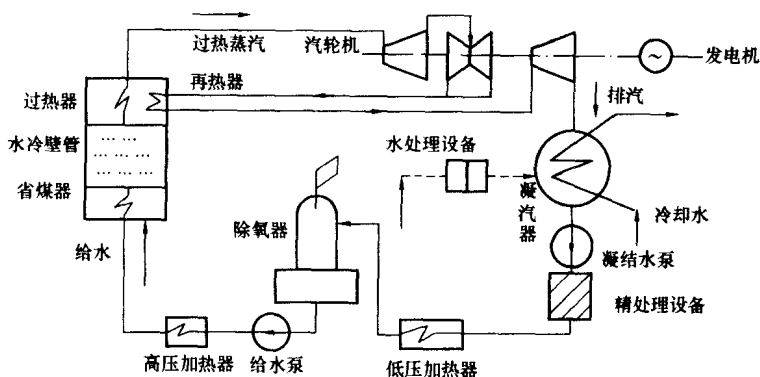 过热蒸汽
汽轮机
发电机
再热器
过热器
排汽
水冷壁管
水处理设备
省煤器
凝汽器
冷却水
给水
除氧器
凝结水泵
精处理设备
高压加热器
给水泵
低压加热器
~